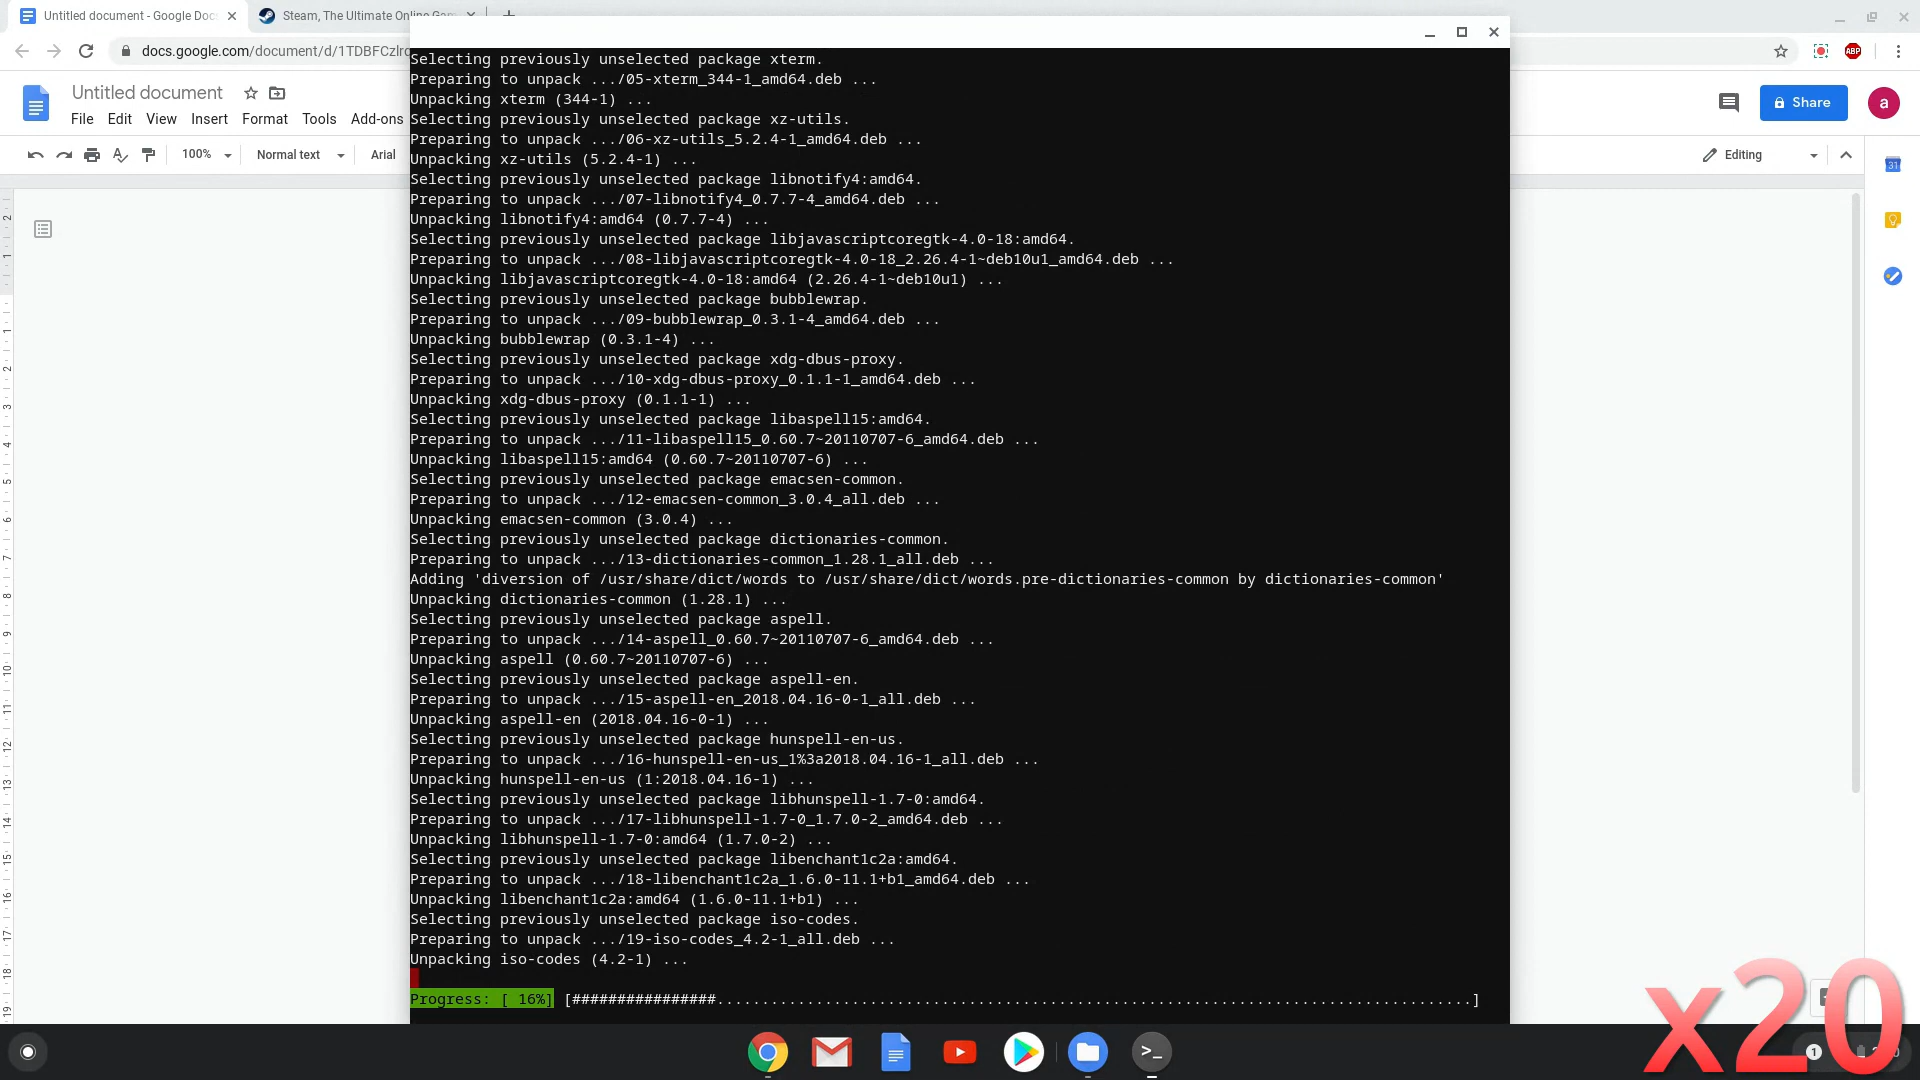 Untitled document - Google Doc
Steam, The Ultimate Online Gam
docs.google.com/document/d/1TDBFCzlr
ABP
Untitled document
File Edit View Insert Format Tools Add-ons
Share
a
100% Normal text Arial
Editing
31
Selecting previously unselected package xterm.
Preparing to unpack .../05-xterm_344-1_amd64.deb ...
Unpacking xterm (344-1) ...
Selecting previously unselected package xz-utils.
Preparing to unpack .../06-xz-utils_5.2.4-1_amd64.deb ...
Unpacking xz-utils (5.2.4-1) ...
Selecting previously unselected package libnotify4:amd64.
Preparing to unpack .../07-libnotify4_0.7.7-4_amd64.deb ...
Unpacking libnotify4:amd64 (0.7.7-4) ...
Selecting previously unselected package libjavascriptcoregtk-4.0-18:amd64.
Preparing to unpack .../08-libjavascriptcoregtk-4.0-18_2.26.4-1~deb10u1_amd64.deb ...
Unpacking libjavascriptcoregtk-4.0-18:amd64 (2.26.4-1~deb10u1) ...
Selecting previously unselected package bubblewrap.
Preparing to unpack .../09-bubblewrap_0.3.1-4_amd64.deb ...
Unpacking bubblewrap (0.3.1-4) ...
Selecting previously unselected package xdg-dbus-proxy.
Preparing to unpack .../10-xdg-dbus-proxy_0.1.1-1_amd64.deb ...
Unpacking xdg-dbus-proxy (0.1.1-1) ...
Selecting previously unselected package libaspell15:amd64.
Preparing to unpack .../11-libaspell15_0.60.7~20110707-6_amd64.deb ...
Unpacking libaspell15:amd64 (0.60.7~20110707-6) ...
Selecting previously unselected package emacsen-common.
Preparing to unpack .../12-emacsen-common_3.0.4_all.deb ...
Unpacking emacsen-common (3.0.4) ...
Selecting previously unselected package dictionaries-common.
Preparing to unpack .../13-dictionaries-common_1.28.1_all.deb ...
Adding 'diversion of /usr/share/dict/words to /usr/share/dict/words.pre-dictionaries-common by dictionaries-common'
Unpacking dictionaries-common (1.28.1) ...
Selecting previously unselected package aspell.
Preparing to unpack .../14-aspell_0.60.7~20110707-6_amd64.deb ...
Unpacking aspell (0.60.7~20110707-6) ...
Selecting previously unselected package aspell-en.
Preparing to unpack .../15-aspell-en_2018.04.16-0-1_all.deb ...
Unpacking aspell-en (2018.04.16-0-1) ...
Selecting previously unselected package hunspell-en-us.
Preparing to unpack .../16-hunspell-en-us_1%3a2018.04.16-1_all.deb ...
Unpacking hunspell-en-us (1:2018.04.16-1) ...
Selecting previously unselected package libhunspell-1.7-0:amd64.
Preparing to unpack .../17-libhunspell-1.7-0_1.7.0-2_amd64.deb ...
Unpacking libhunspell-1.7-0:amd64 (1.7.0-2) ...
Selecting previously unselected package libenchant1c2a:amd64.
Preparing to unpack .../18-libenchant1c2a_1.6.0-11.1+b1_amd64.deb ...
Unpacking libenchant1c2a:amd64 (1.6.0-11.1+b1) ...
Selecting previously unselected package iso-codes.
Preparing to unpack .../19-iso-codes_4.2-1_all.deb ...
Unpacking iso-codes (4.2-1) ...
Progress: [ 16%] [################....................................................................................]
x20
1